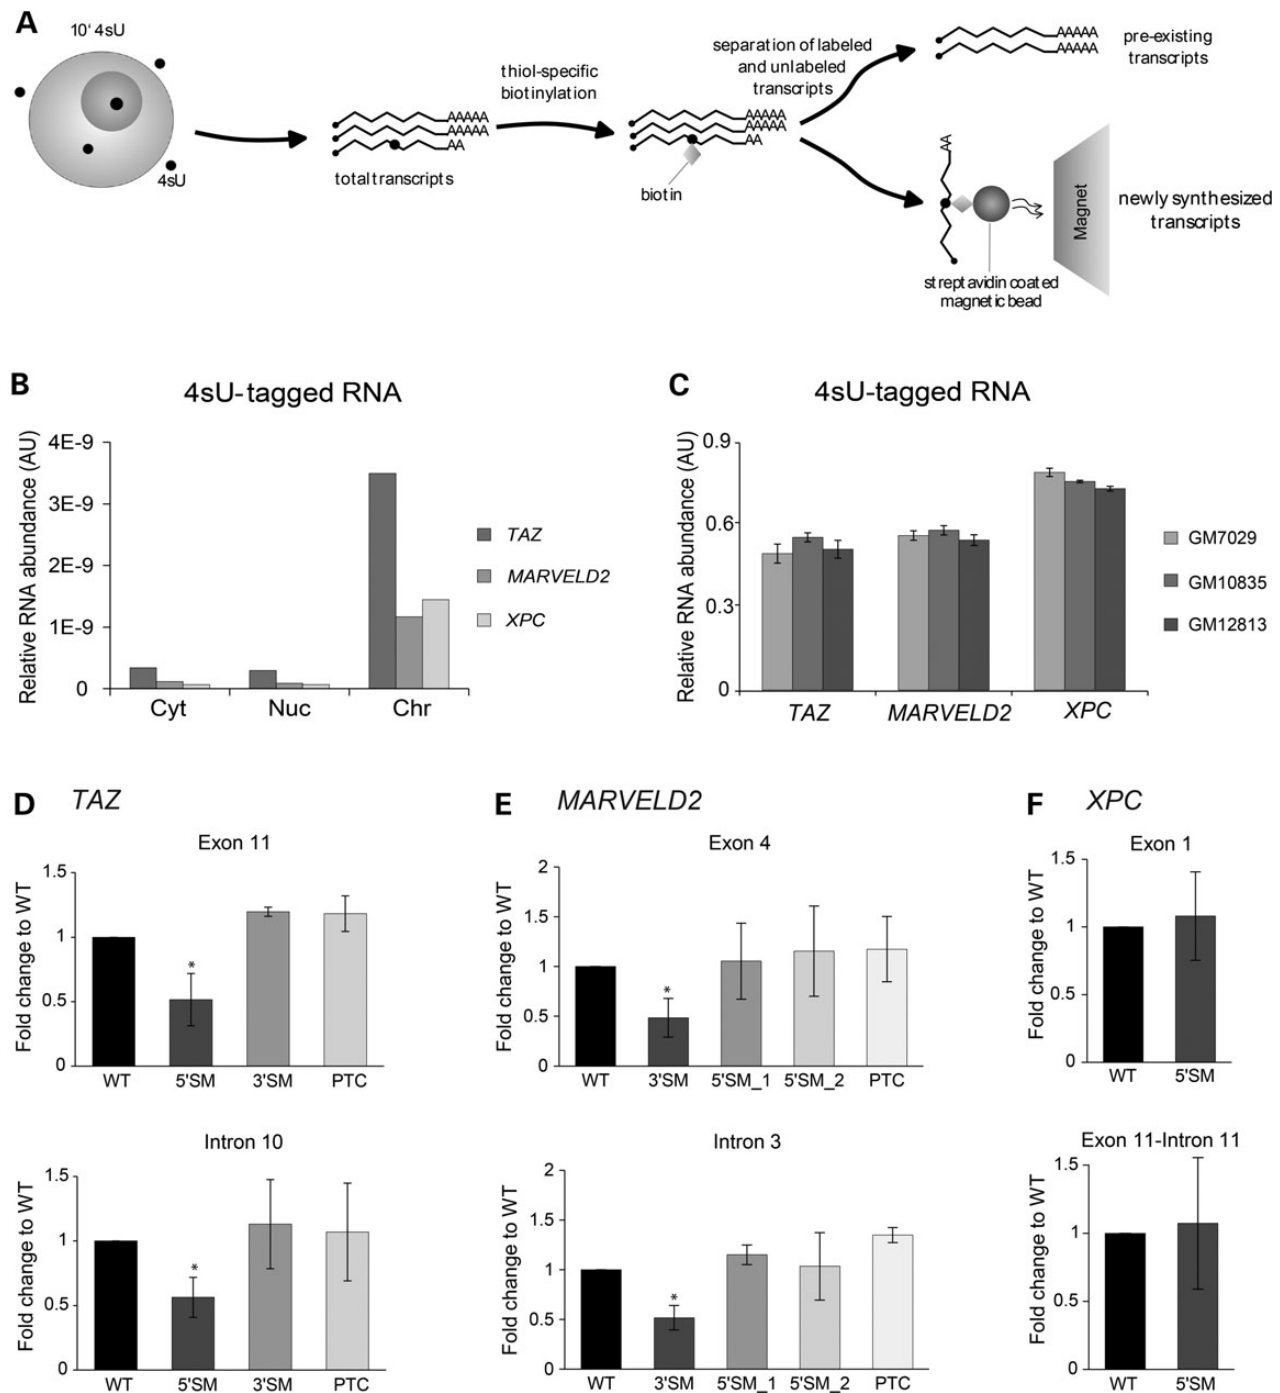 A
10' 4sU
4sU
total transcripts
AAAAA
AAAAA
AA
thiol-specific
biotinylation
AAAAA
AAAAA
AA
biotin
separation of labeled
and unlabeled
transcripts
AAAAA
AAAAA
pre-existing
transcripts
AA
Magnet
newly synthesized
transcripts
streptavidin coated
magnetic bead
B
4sU-tagged RNA
Relative RNA abundance (AU)
4E-9
3E-9
2E-9
1E-9
0
Cyt
Nuc
Chr
TAZ
MARVELD2
XPC
C
4sU-tagged RNA
Relative RNA abundance (AU)
0.9
0.6
0.3
0
TAZ
MARVELD2
XPC
GM7029
GM10835
GM12813
D
TAZ
Exon 11
Fold change to WT
1.5
1
0.5
0
*
WT
5'SM
3'SM
PTC
Intron 10
Fold change to WT
1.5
1
0.5
0
*
WT
5'SM
3'SM
PTC
E
MARVELD2
Exon 4
Fold change to WT
2
1.5
1
0.5
0
*
WT
3'SM
5'SM_1
5'SM_2
PTC
Intron 3
Fold change to WT
2
1.5
1
0.5
0
*
WT
3'SM
5'SM_1
5'SM_2
PTC
F
XPC
Exon 1
Fold change to WT
1.5
1
0.5
0
WT
5'SM
Exon 11-Intron 11
Fold change to WT
1.5
1
0.5
0
WT
5'SM